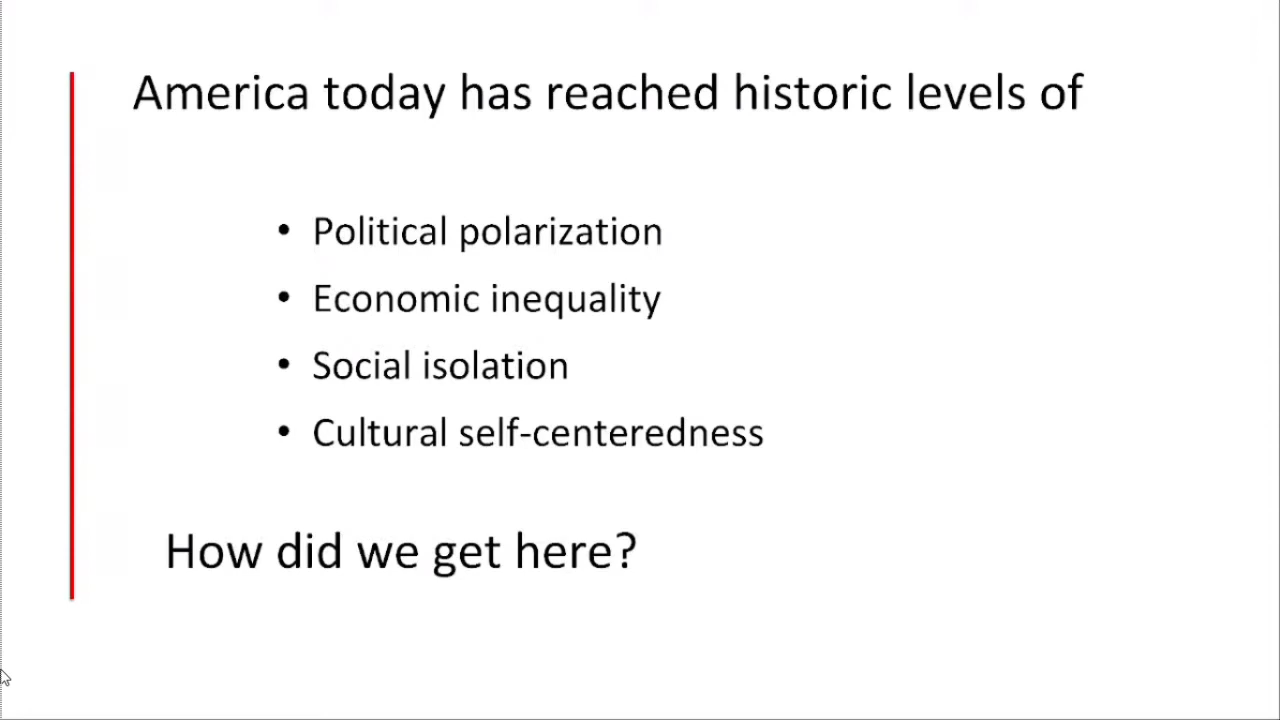 America today has reached historic levels of
• Political polarization
• Economic inequality
• Social isolation
• Cultural self-centeredness
How did we get here?